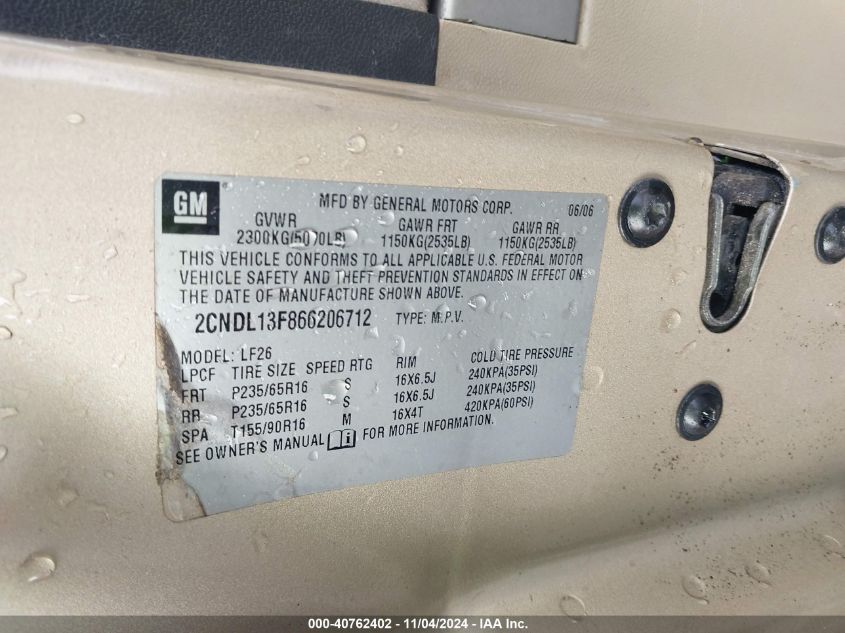 GM
MFD BY GENERAL MOTORS CORP. 06/06
GVWR GAWR FRT GAWR RR
2300KG(5070LB) 1150KG(2535LB) 1150KG(2535LB)
THIS VEHICLE CONFORMS TO ALL APPLICABLE U.S. FEDERAL MOTOR
VEHICLE SAFETY AND THEFT PREVENTION STANDARDS IN EFFECT ON
THE DATE OF MANUFACTURE SHOWN ABOVE.
2CNDL13F866206712 TYPE: M.P.V.
MODEL: LF26
LPCF TIRE SIZE SPEED RTG RIM COLD TIRE PRESSURE
FRT P235/65R16 S 16X6.5J 240KPA(35PSI)
RR P235/65R16 S 16X6.5J 240KPA(35PSI)
SPA T155/90R16 M 16X4T 420KPA(60PSI)
SEE OWNER'S MANUAL i FOR MORE INFORMATION.
000-40762402 - 11/04/2024 - IAA Inc.